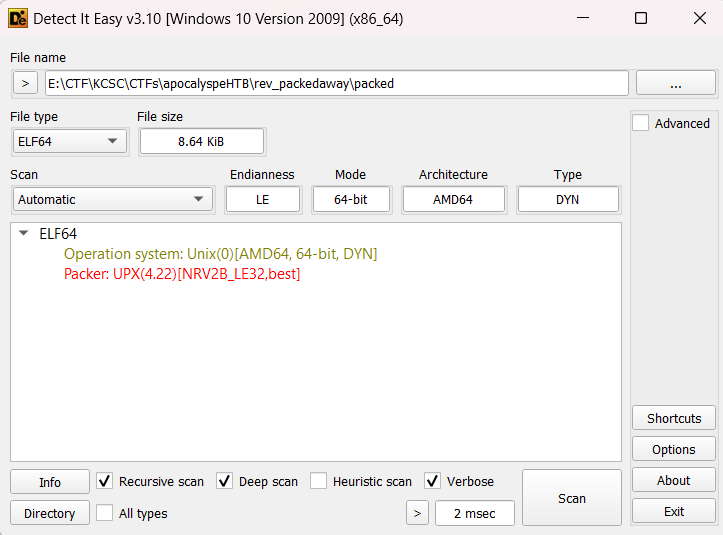 Detect It Easy v3.10 [Windows 10 Version 2009] (x86_64)
File name
> E:\CTF\KCSC\CTFs\apocalyspeHTB\rev_packedaway\packed ...
File type File size Advanced
ELF64 8.64 KiB
Scan Endianness Mode Architecture Type
Automatic LE 64-bit AMD64 DYN
ELF64
Operation system: Unix(0)[AMD64, 64-bit, DYN]
Packer: UPX(4.22)[NRV2B_LE32,best]
Shortcuts
Options
Info Recursive scan Deep scan Heuristic scan Verbose Scan About
Directory All types > 2 msec Exit